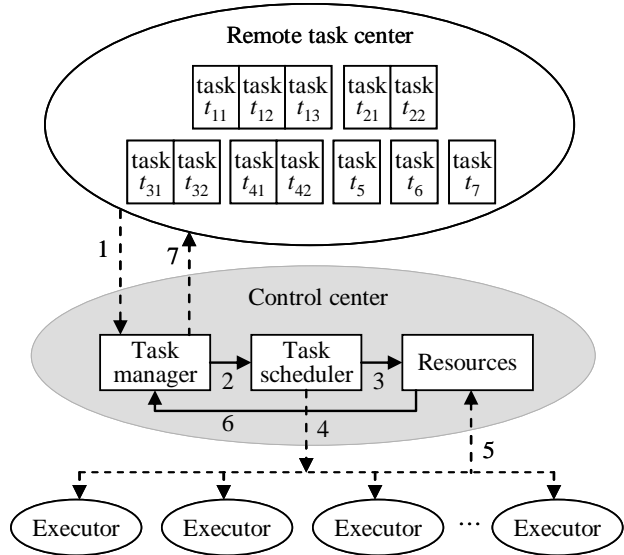 Remote task center
task task task task task
t11 t12 t13 t21 t22
task task task task task task task
t31 t32 t41 t42 t5 t6 t7
1
7
Control center
Task manager
2
Task scheduler
3
Resources
6
4
5
Executor Executor Executor ... Executor